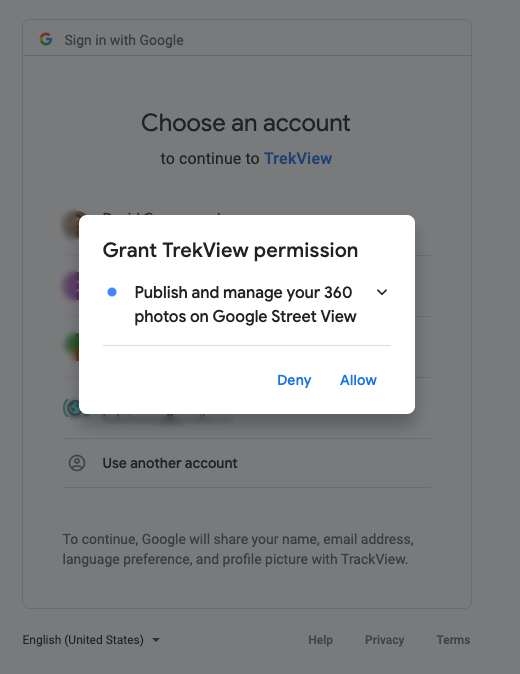 Sign in with Google
Choose an account
to continue to TrekView
Grant TrekView permission
Publish and manage your 360
photos on Google Street View
Deny Allow
Use another account
To continue, Google will share your name, email address,
language preference, and profile picture with TrackView.
English (United States) Help Privacy Terms